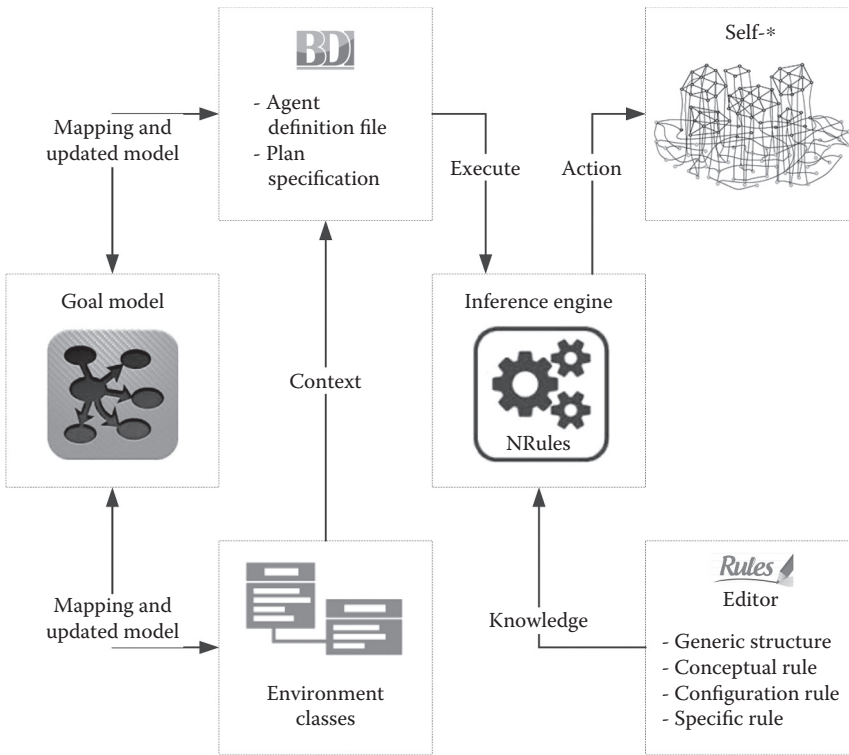 BDI
- Agent
definition file
- Plan
specification
Self-*
Mapping and
updated model
Execute
Action
Goal model
Inference engine
NRules
Context
Mapping and
updated model
Knowledge
Environment
classes
Rules
Editor
- Generic structure
- Conceptual rule
- Configuration rule
- Specific rule